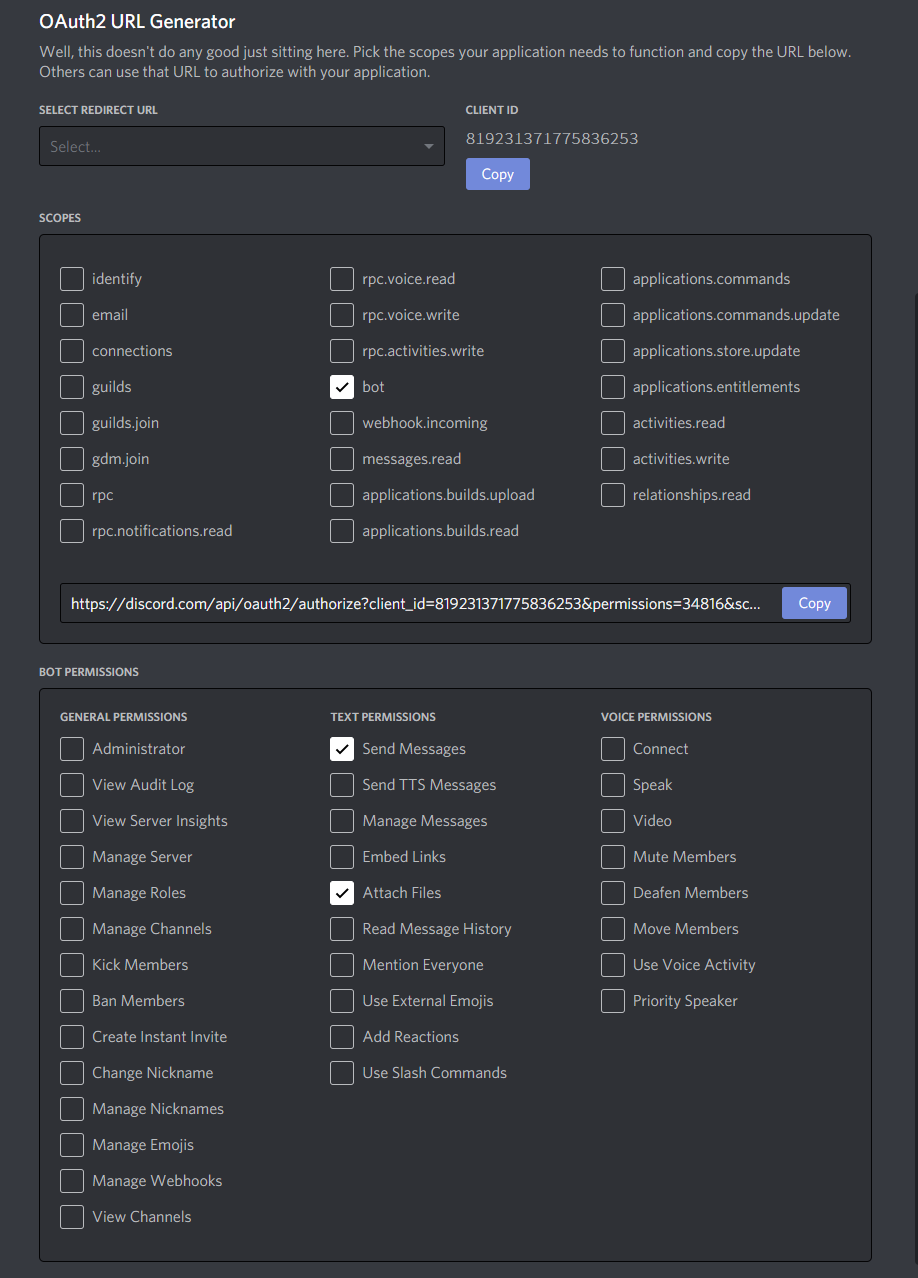 OAuth2 URL Generator
Well, this doesn't do any good just sitting here. Pick the scopes your application needs to function and copy the URL below.
Others can use that URL to authorize with your application.
SELECT REDIRECT URL
Select...
CLIENT ID
819231371775836253
Copy
SCOPES
identify
email
connections
guilds
guilds.join
gdm.join
rpc
rpc.notifications.read
rpc.voice.read
rpc.voice.write
rpc.activities.write
bot
webhook.incoming
messages.read
applications.builds.upload
applications.builds.read
applications.commands
applications.commands.update
applications.store.update
applications.entitlements
activities.read
activities.write
relationships.read
https://discord.com/api/oauth2/authorize?client_id=819231371775836253&permissions=34816&sc...
Copy
BOT PERMISSIONS
GENERAL PERMISSIONS
Administrator
View Audit Log
View Server Insights
Manage Server
Manage Roles
Manage Channels
Kick Members
Ban Members
Create Instant Invite
Change Nickname
Manage Nicknames
Manage Emojis
Manage Webhooks
View Channels
TEXT PERMISSIONS
Send Messages
Send TTS Messages
Manage Messages
Embed Links
Attach Files
Read Message History
Mention Everyone
Use External Emojis
Add Reactions
Use Slash Commands
VOICE PERMISSIONS
Connect
Speak
Video
Mute Members
Deafen Members
Move Members
Use Voice Activity
Priority Speaker